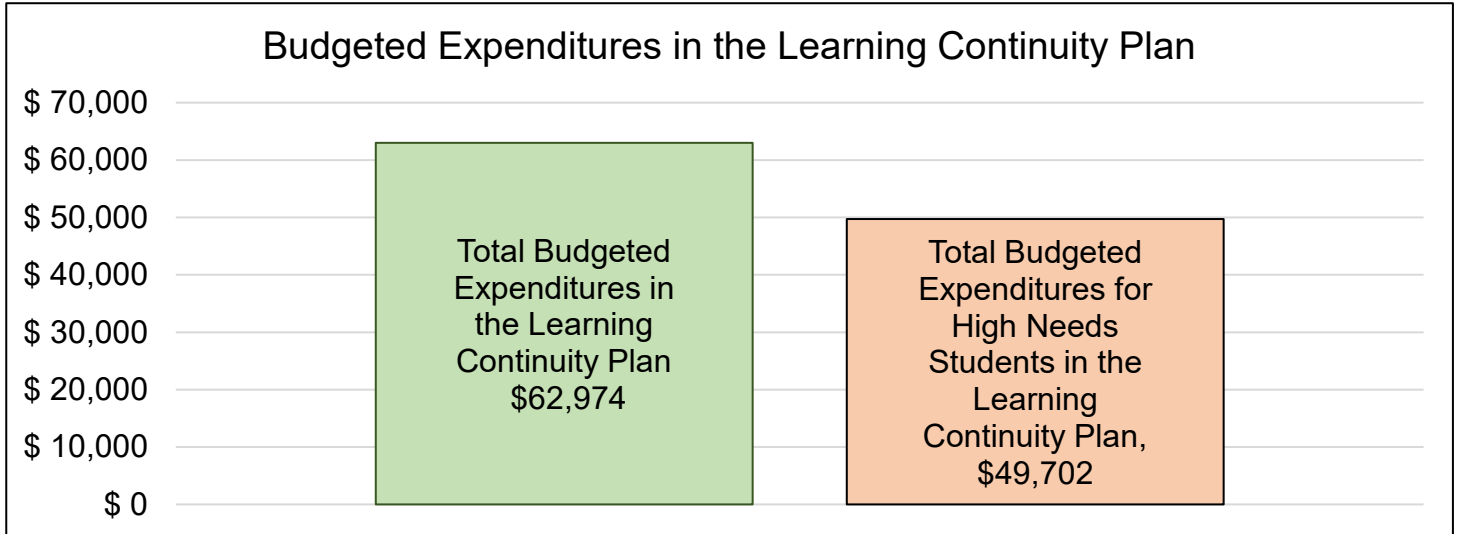 Budgeted Expenditures in the Learning Continuity Plan
$ 70,000
$ 60,000
$ 50,000
$ 40,000
$ 30,000
$ 20,000
$ 10,000
$ 0
Total Budgeted
Expenditures in
the Learning
Continuity Plan
$62,974
Total Budgeted
Expenditures for
High Needs
Students in the
Learning
Continuity Plan,
$49,702